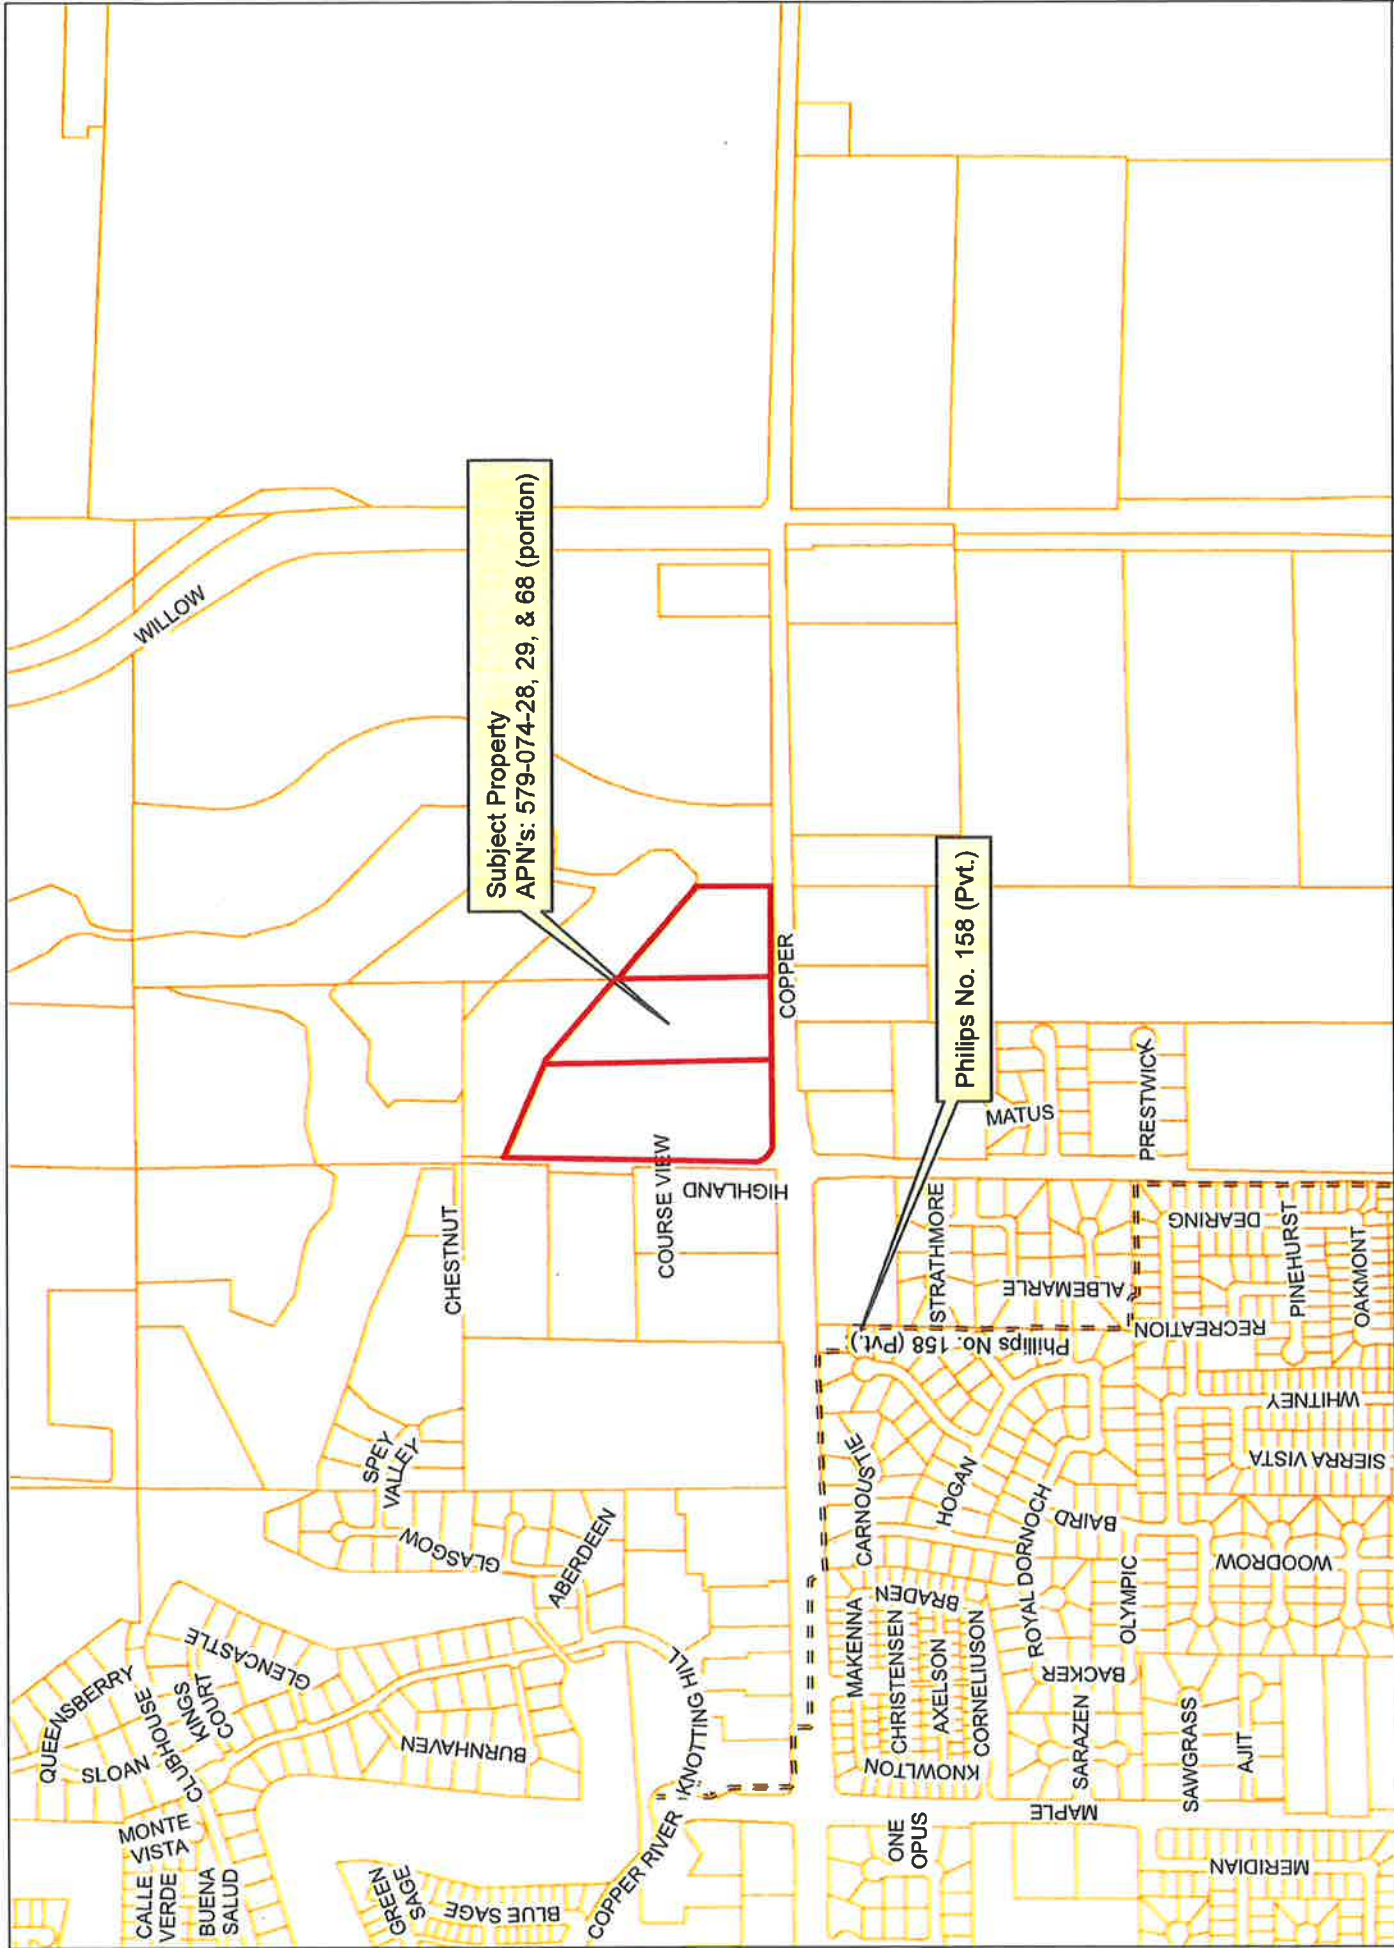 WILLOW
Subject Property
APN's: 579-074-28, 29, & 68 (portion)
Philips No. 158 (Pvt.)
COPPER
HIGHLAND
COURSE VIEW
CHESTNUT
MATUS
PRESTWICK
STRATHMORE
ALBEMARLE
Phillips No. 158 (Pvt.)
RECREATION
DEARING
PINEHURST
OAKMONT
WHITNEY
SIERRA VISTA
SPEY
VALLEY
GLASGOW
ABERDEEN
CARNOUSTIE
HOGAN
ROYAL DORNOCH
BAIRD
OLYMPIC
WOODROW
BRADEN
MAKENNA
CHRISTENSEN
AXELSON
CORNELIUSON
KNOWLTON
BACKER
SARAZEN
SAWGRASS
AJIT
MAPLE
MERIDIAN
ONE
OPUS
QUEENSBERRY
SLOAN
CLUBHOUSE
KINGS
COURT
GLENCASTLE
BURNHAVEN
KNOTTING HILL
COPPER RIVER
MONTE
VISTA
CALLE
VERDE
BUENA
SALUD
GREEN
SAGE
BLUE SAGE